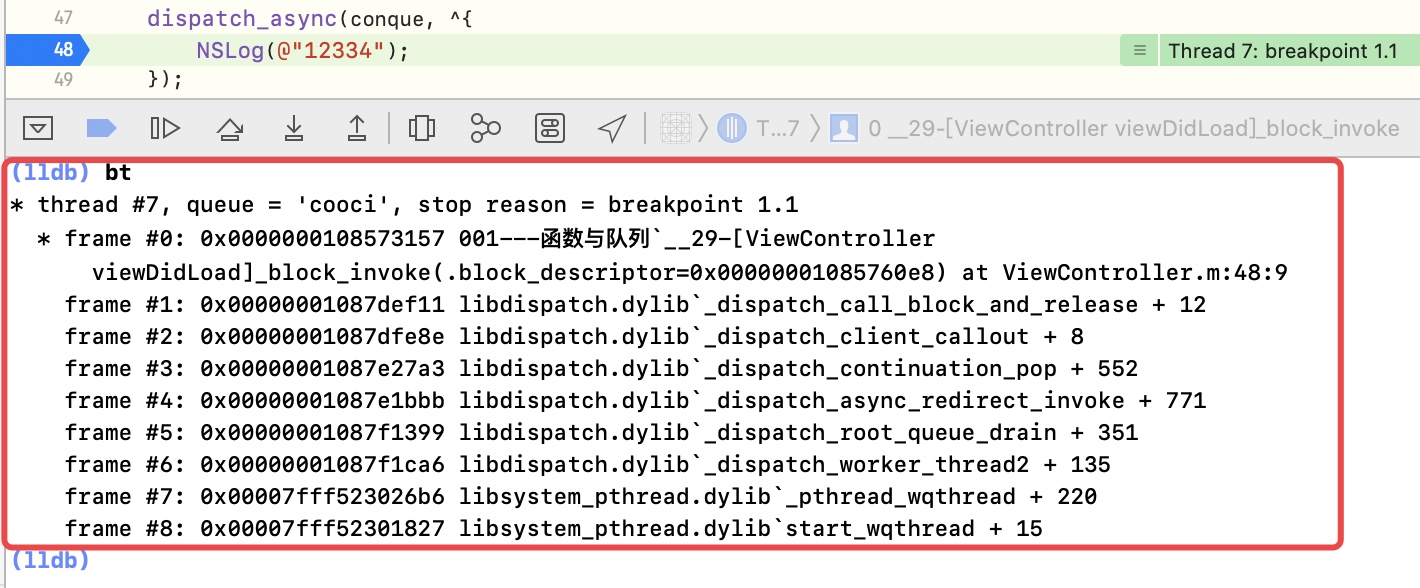 47 dispatch_async(conque, ^{
48 NSLog(@"12334"); Thread 7: breakpoint 1.1
49 });
T...7 0 __29-[ViewController viewDidLoad]_block_invoke
(lldb) bt
* thread #7, queue = 'cooci', stop reason = breakpoint 1.1
* frame #0: 0x0000000108573157 001---函数与队列`__29-[ViewController
viewDidLoad]_block_invoke(.block_descriptor=0x00000001085760e8) at ViewController.m:48:9
frame #1: 0x00000001087def11 libdispatch.dylib`_dispatch_call_block_and_release + 12
frame #2: 0x00000001087dfe8e libdispatch.dylib`_dispatch_client_callout + 8
frame #3: 0x00000001087e27a3 libdispatch.dylib`_dispatch_continuation_pop + 552
frame #4: 0x00000001087e1bbb libdispatch.dylib`_dispatch_async_redirect_invoke + 771
frame #5: 0x00000001087f1399 libdispatch.dylib`_dispatch_root_queue_drain + 351
frame #6: 0x00000001087f1ca6 libdispatch.dylib`_dispatch_worker_thread2 + 135
frame #7: 0x00007fff523026b6 libsystem_pthread.dylib`_pthread_wqthread + 220
frame #8: 0x00007fff52301827 libsystem_pthread.dylib`start_wqthread + 15
(lldb)